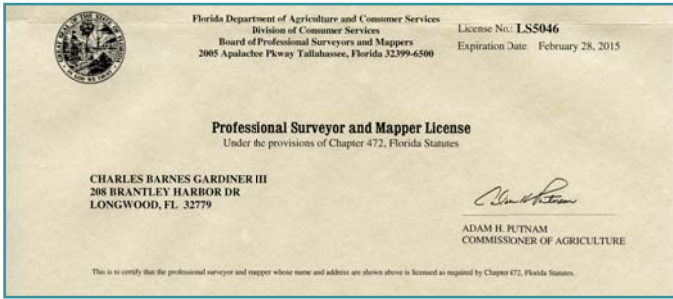 Florida Department of Agriculture and Consumer Services
Division of Consumer Services
Board of Professional Surveyors and Mappers
2005 Apalachee Pkway Tallahassee, Florida 32399-6500
License No.: LS5046
Expiration Date: February 28, 2015
Professional Surveyor and Mapper License
Under the provisions of Chapter 472, Florida Statutes
CHARLES BARNES GARDINER III
208 BRANTLEY HARBOR DR
LONGWOOD, FL 32779
ADAM H. PUTNAM
COMMISSIONER OF AGRICULTURE
This is to certify that the professional surveyor and mapper whose name and address are shown above is licensed as required by Chapter 472, Florida Statutes.